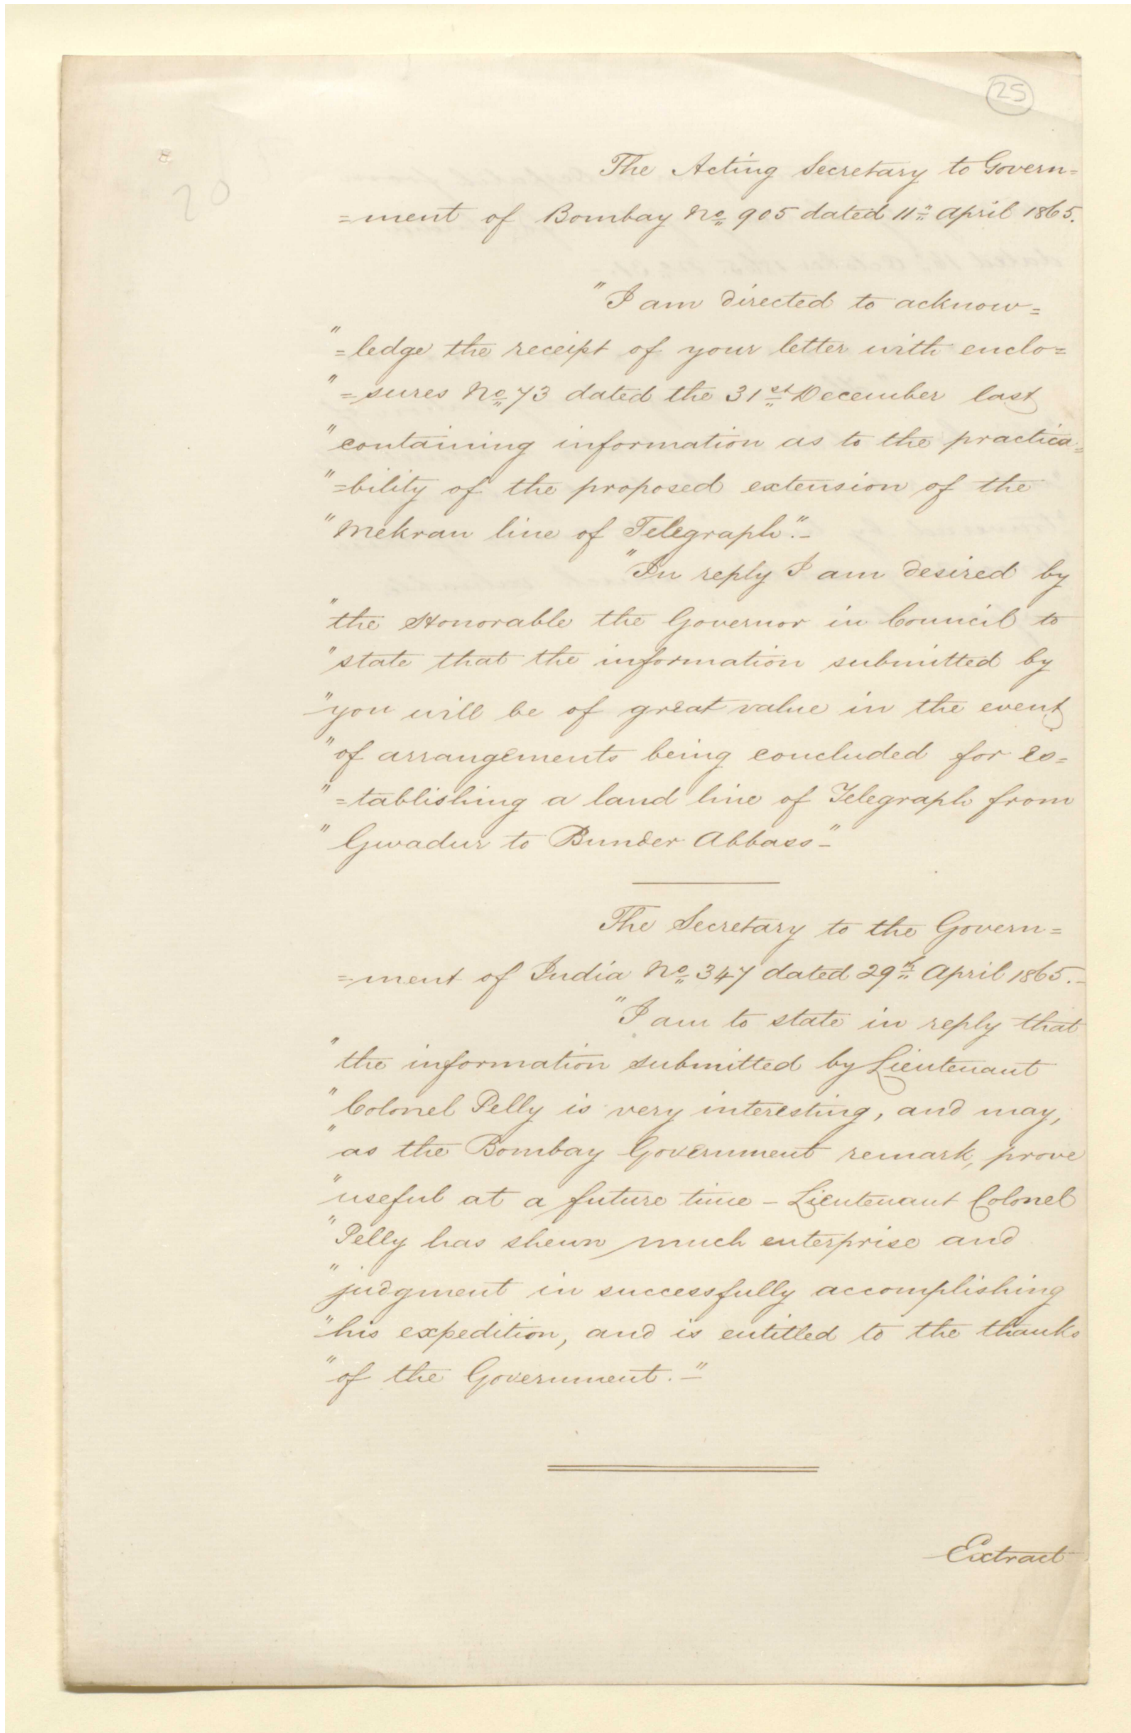 25
20
The Acting Secretary to Govern=
=ment of Bombay No. 905 dated 11th April 1865.
"I am directed to acknow=
"=ledge the receipt of your letter with enclo=
"=sures No. 73 dated the 31st December last
"containing information as to the practica=
"=bility of the proposed extension of the
"Mekran line of Telegraph."-
"In reply I am desired by
"the Honorable the Governor in Council to
"state that the information submitted by
"you will be of great value in the event
"of arrangements being concluded for es=
"=tablishing a land line of Telegraph from
"Gwadur to Bunder Abbass"-
The Secretary to the Govern=
=ment of India No. 347 dated 29th April 1865.-
"I am to state in reply that
"the information submitted by Lieutenant
"Colonel Pelly is very interesting, and may,
"as the Bombay Government remark, prove
"useful at a future time - Lieutenant Colonel
"Pelly has shewn much enterprise and
"judgment in successfully accomplishing
"his expedition, and is entitled to the thanks
"of the Government.-"
Extract